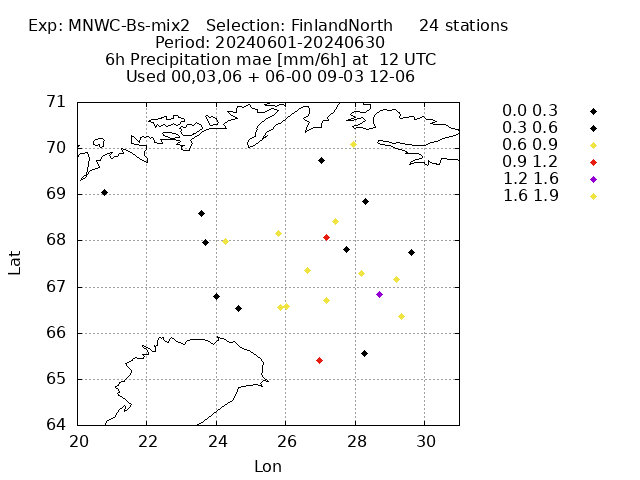 Exp: MNWC-Bs-mix2 Selection: FinlandNorth 24 stations
Period: 20240601-20240630
6h Precipitation mae [mm/6h] at 12 UTC
Used 00,03,06 + 06-00 09-03 12-06
0.0 0.3
0.3 0.6
0.6 0.9
0.9 1.2
1.2 1.6
1.6 1.9
71
70
69
68
67
66
65
64
Lat
20 22 24 26 28 30
Lon